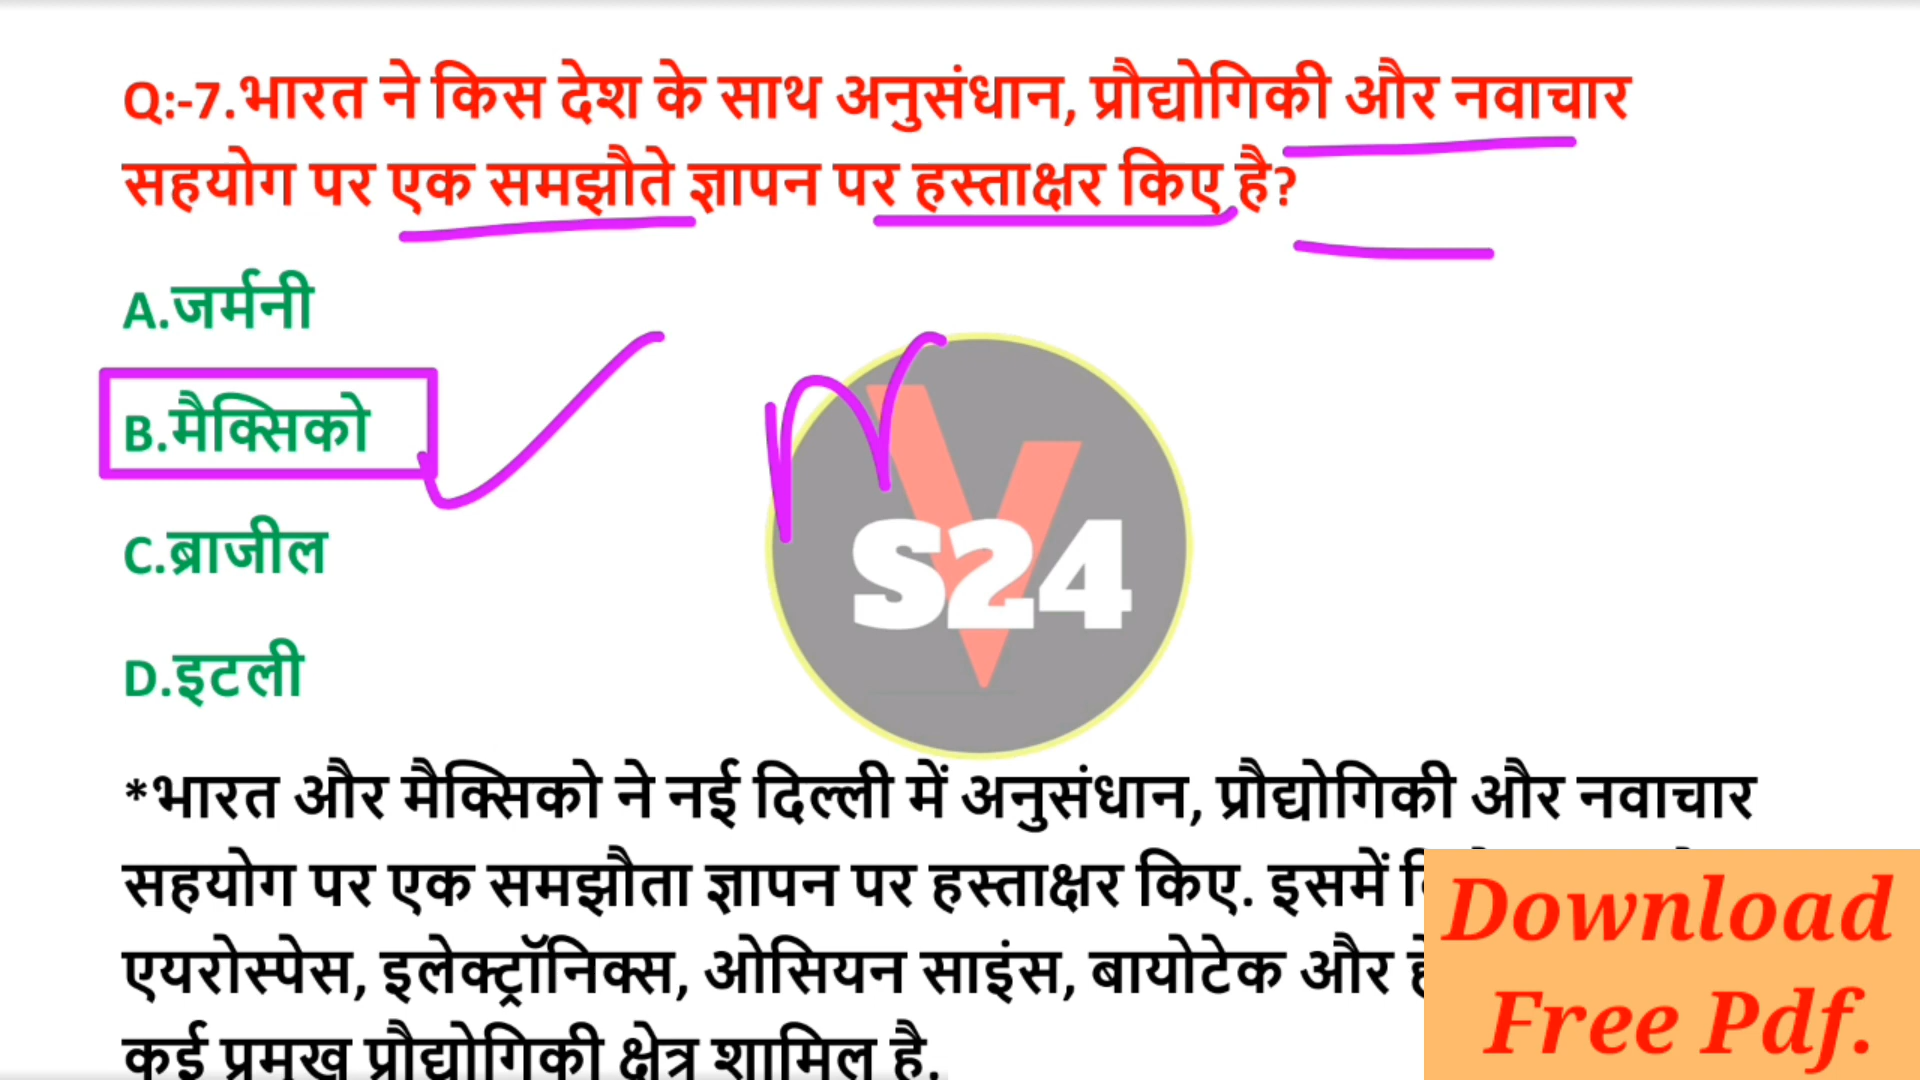 Q:-7.भारत ने किस देश के साथ अनुसंधान, प्रौद्योगिकी और नवाचार
सहयोग पर एक समझौते ज्ञापन पर हस्ताक्षर किए है?
A.जर्मनी
B.मैक्सिको
C.ब्राजील
D.इटली
V
S24
*भारत और मैक्सिको ने नई दिल्ली में अनुसंधान, प्रौद्योगिकी और नवाचार
सहयोग पर एक समझौता ज्ञापन पर हस्ताक्षर किए. इसमें
एयरोस्पेस, इलेक्ट्रॉनिक्स, ओसियन साइंस, बायोटेक और
कई प्रमुख प्रौद्योगिकी क्षेत्र शामिल है.
Download
Free Pdf.